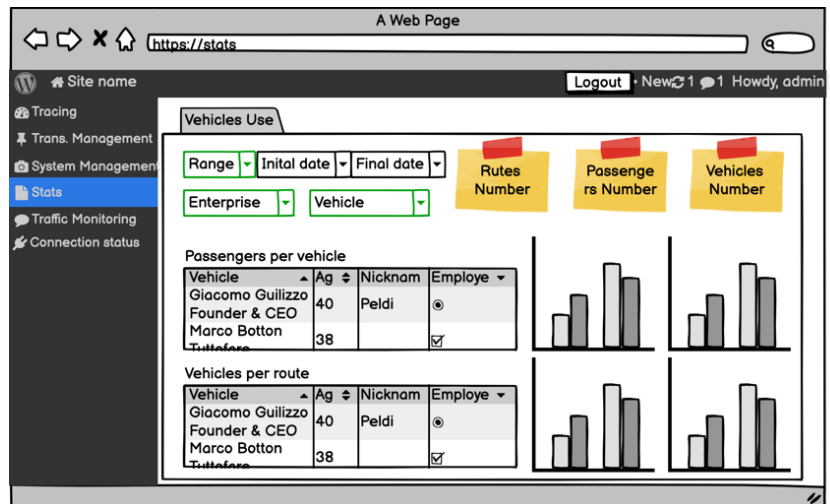 A Web Page
https://stats
Site name
Logout
New 1 1 Howdy, admin
Tracing
Trans. Management
System Management
Stats
Traffic Monitoring
Connection status
Vehicles Use
Range Inital date Final date
Enterprise Vehicle
Rutes
Number
Passenge
rs Number
Vehicles
Number
Passengers per vehicle
Vehicle Ag Nicknam Employe
Giacomo Guilizzo
Founder & CEO
40 Peldi
Marco Botton
Tuttofare
38
Vehicles per route
Vehicle Ag Nicknam Employe
Giacomo Guilizzo
Founder & CEO
40 Peldi
Marco Botton
Tuttofare
38